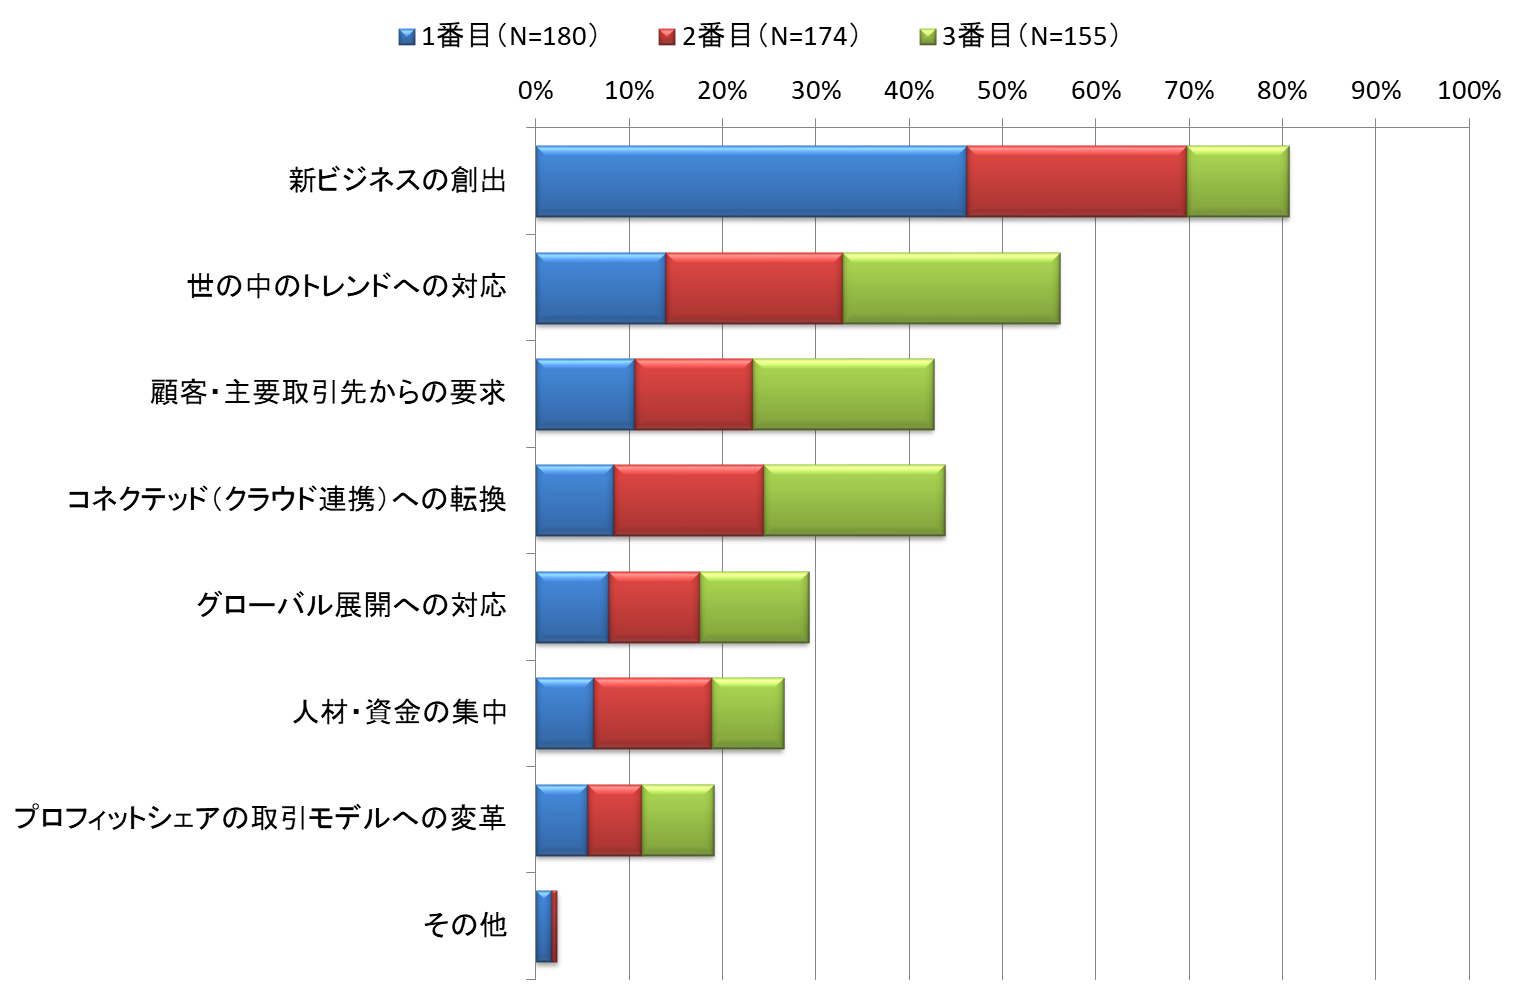 1番目（N=180） 2番目（N=174） 3番目（N=155）
0% 10% 20% 30% 40% 50% 60% 70% 80% 90% 100%
新ビジネスの創出
世の中のトレンドへの対応
顧客・主要取引先からの要求
コネクテッド（クラウド連携）への転換
グローバル展開への対応
人材・資金の集中
プロフィットシェアの取引モデルへの変革
その他